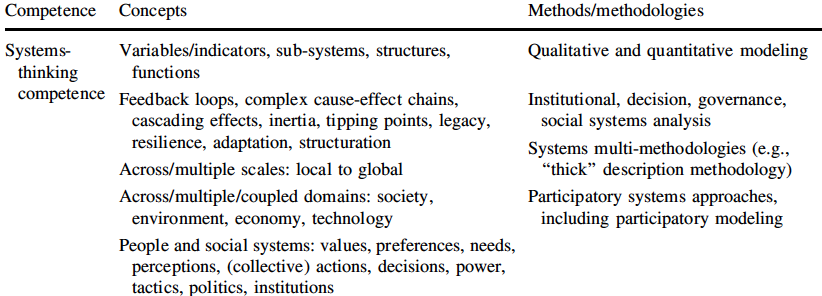 Competence Concepts Methods/methodologies
Systems-
thinking
competence
Variables/indicators, sub-systems, structures,
functions
Feedback loops, complex cause-effect chains,
cascading effects, inertia, tipping points, legacy,
resilience, adaptation, structuration
Across/multiple scales: local to global
Across/multiple/coupled domains: society,
environment, economy, technology
People and social systems: values, preferences, needs,
perceptions, (collective) actions, decisions, power,
tactics, politics, institutions
Qualitative and quantitative modeling
Institutional, decision, governance,
social systems analysis
Systems multi-methodologies (e.g.,
“thick” description methodology)
Participatory systems approaches,
including participatory modeling